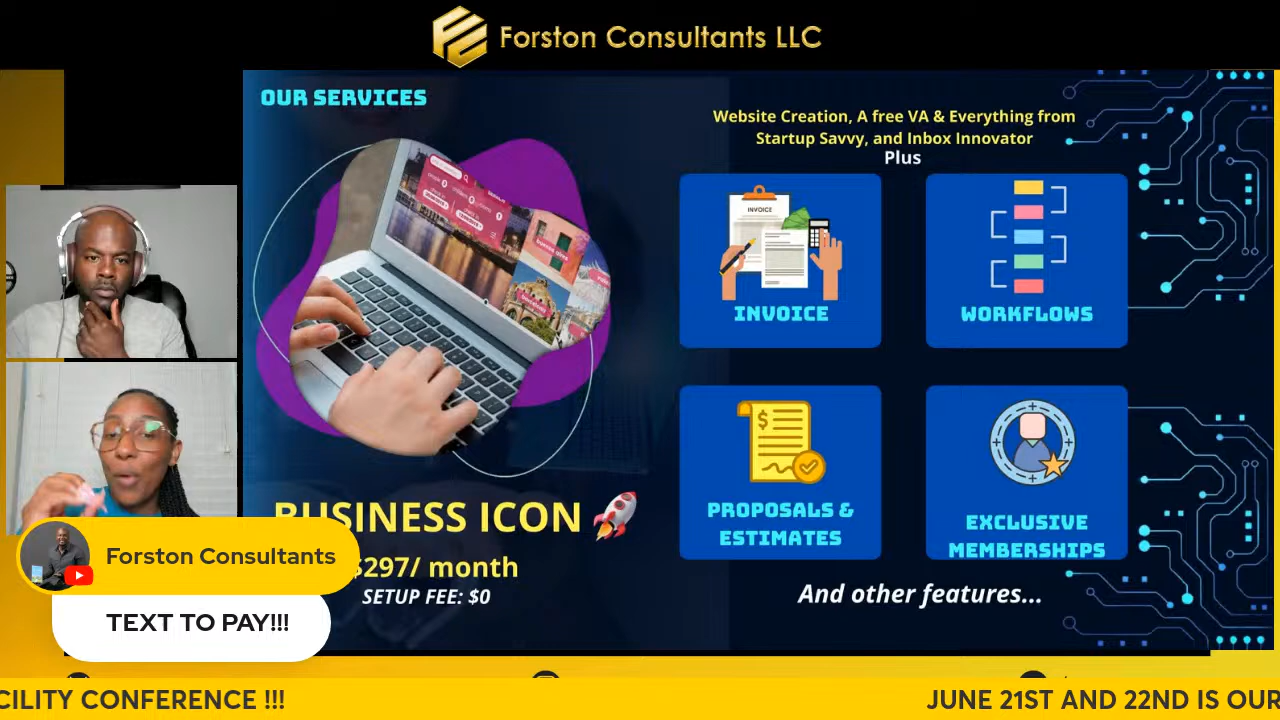 Forston Consultants LLC
OUR SERVICES
Website Creation, A free VA & Everything from
Startup Savvy, and Inbox Innovator
Plus
INVOICE
INVOICE
WORKFLOWS
$
PROPOSALS &
ESTIMATES
EXCLUSIVE
MEMBERSHIPS
BUSINESS ICON
$297/ month
SETUP FEE: $0
And other features...
Forston Consultants
TEXT TO PAY!!!
CILITY CONFERENCE !!!
JUNE 21ST AND 22ND IS OUR